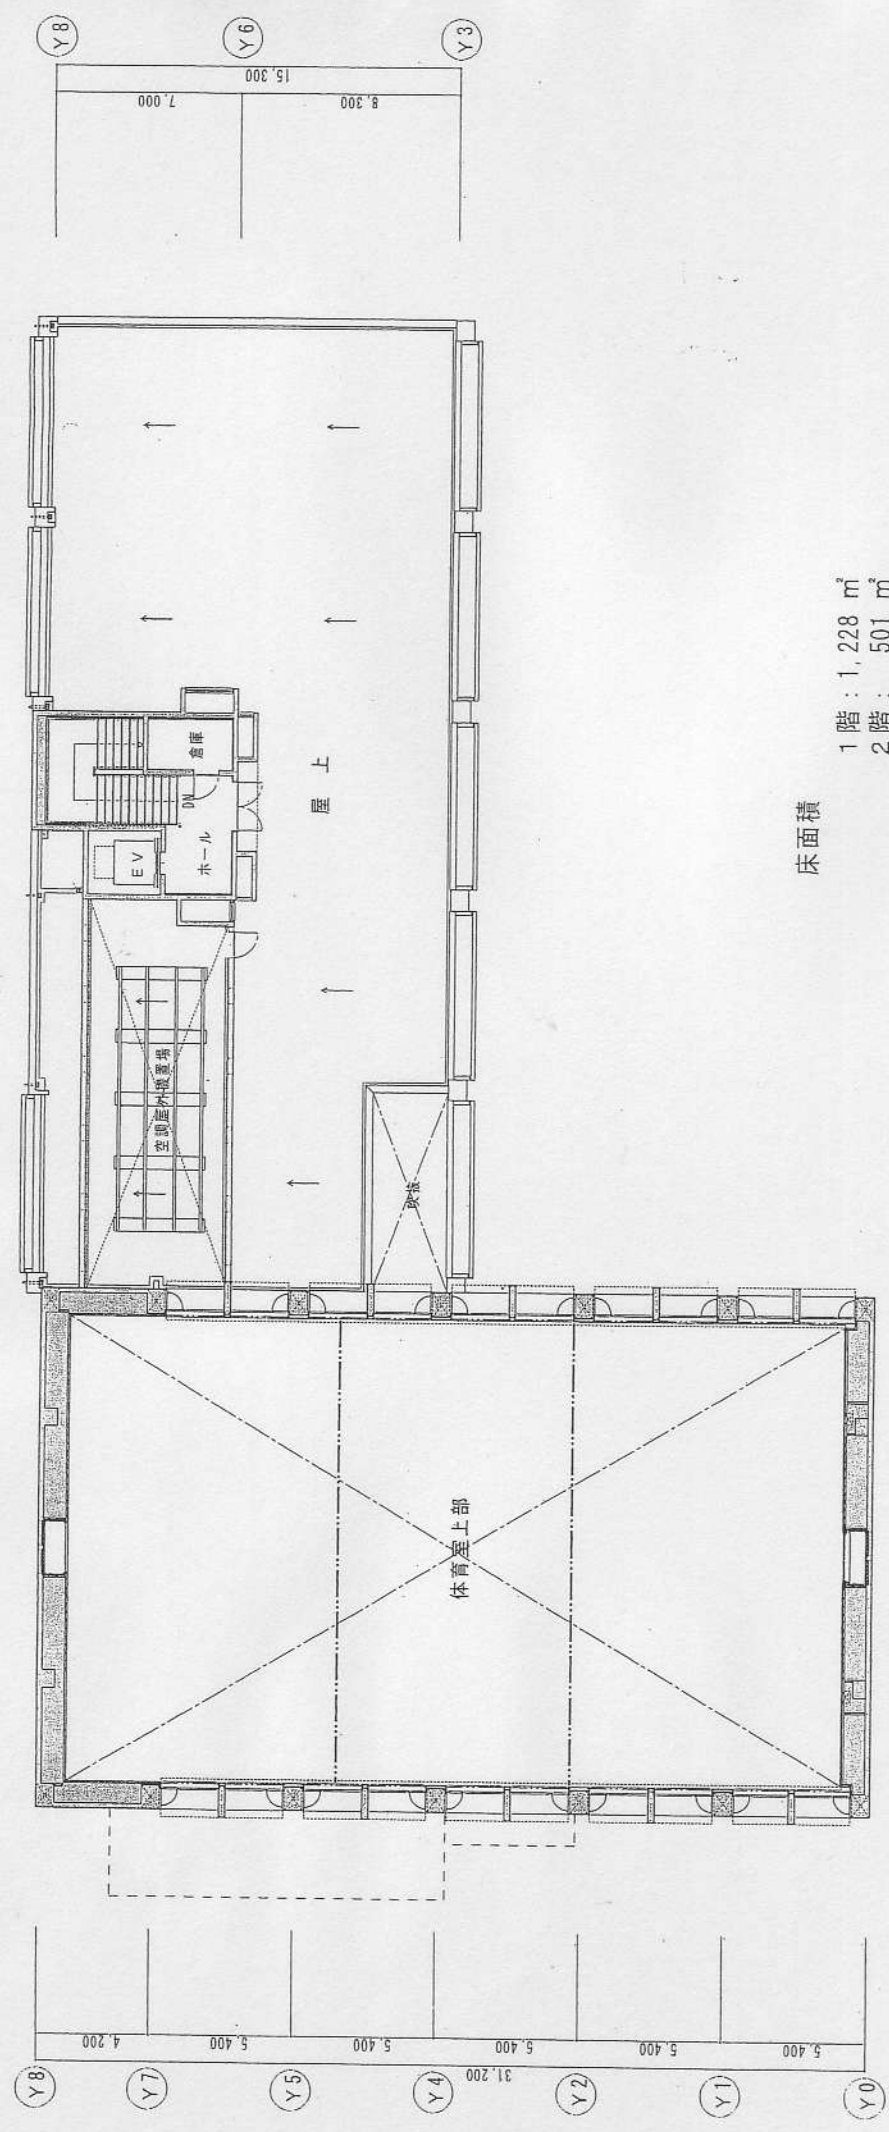 Y8
Y6
Y3
15,300
7,000
8,300
倉庫
DN
EV
ホール
屋上
空調屋外機置場
吹抜
体育室上部
床面積
1階：1,228 ㎡
2階： 501 ㎡
4,200
5,400
5,400
5,400
5,400
5,400
31,200
Y8
Y7
Y5
Y4
Y2
Y1
Y0